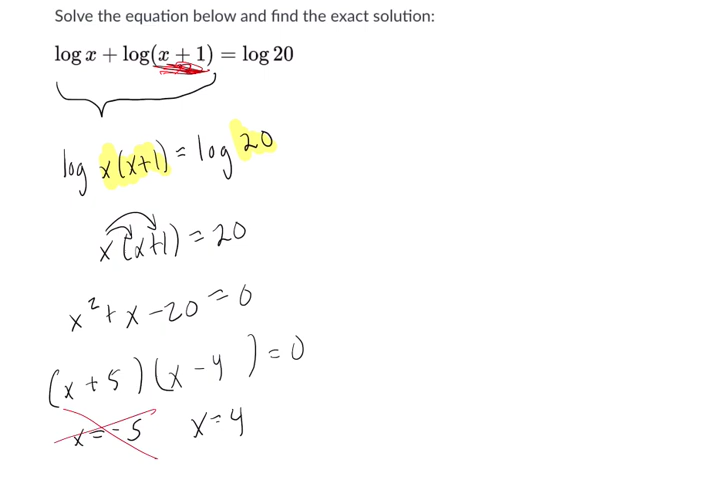 Solve the equation below and find the exact solution:
log x + log(x + 1) = log 20
log x(x+1) = log 20
x(x+1) = 20
x² + x - 20 = 0
(x + 5)(x - 4) = 0
x = -5 x = 4